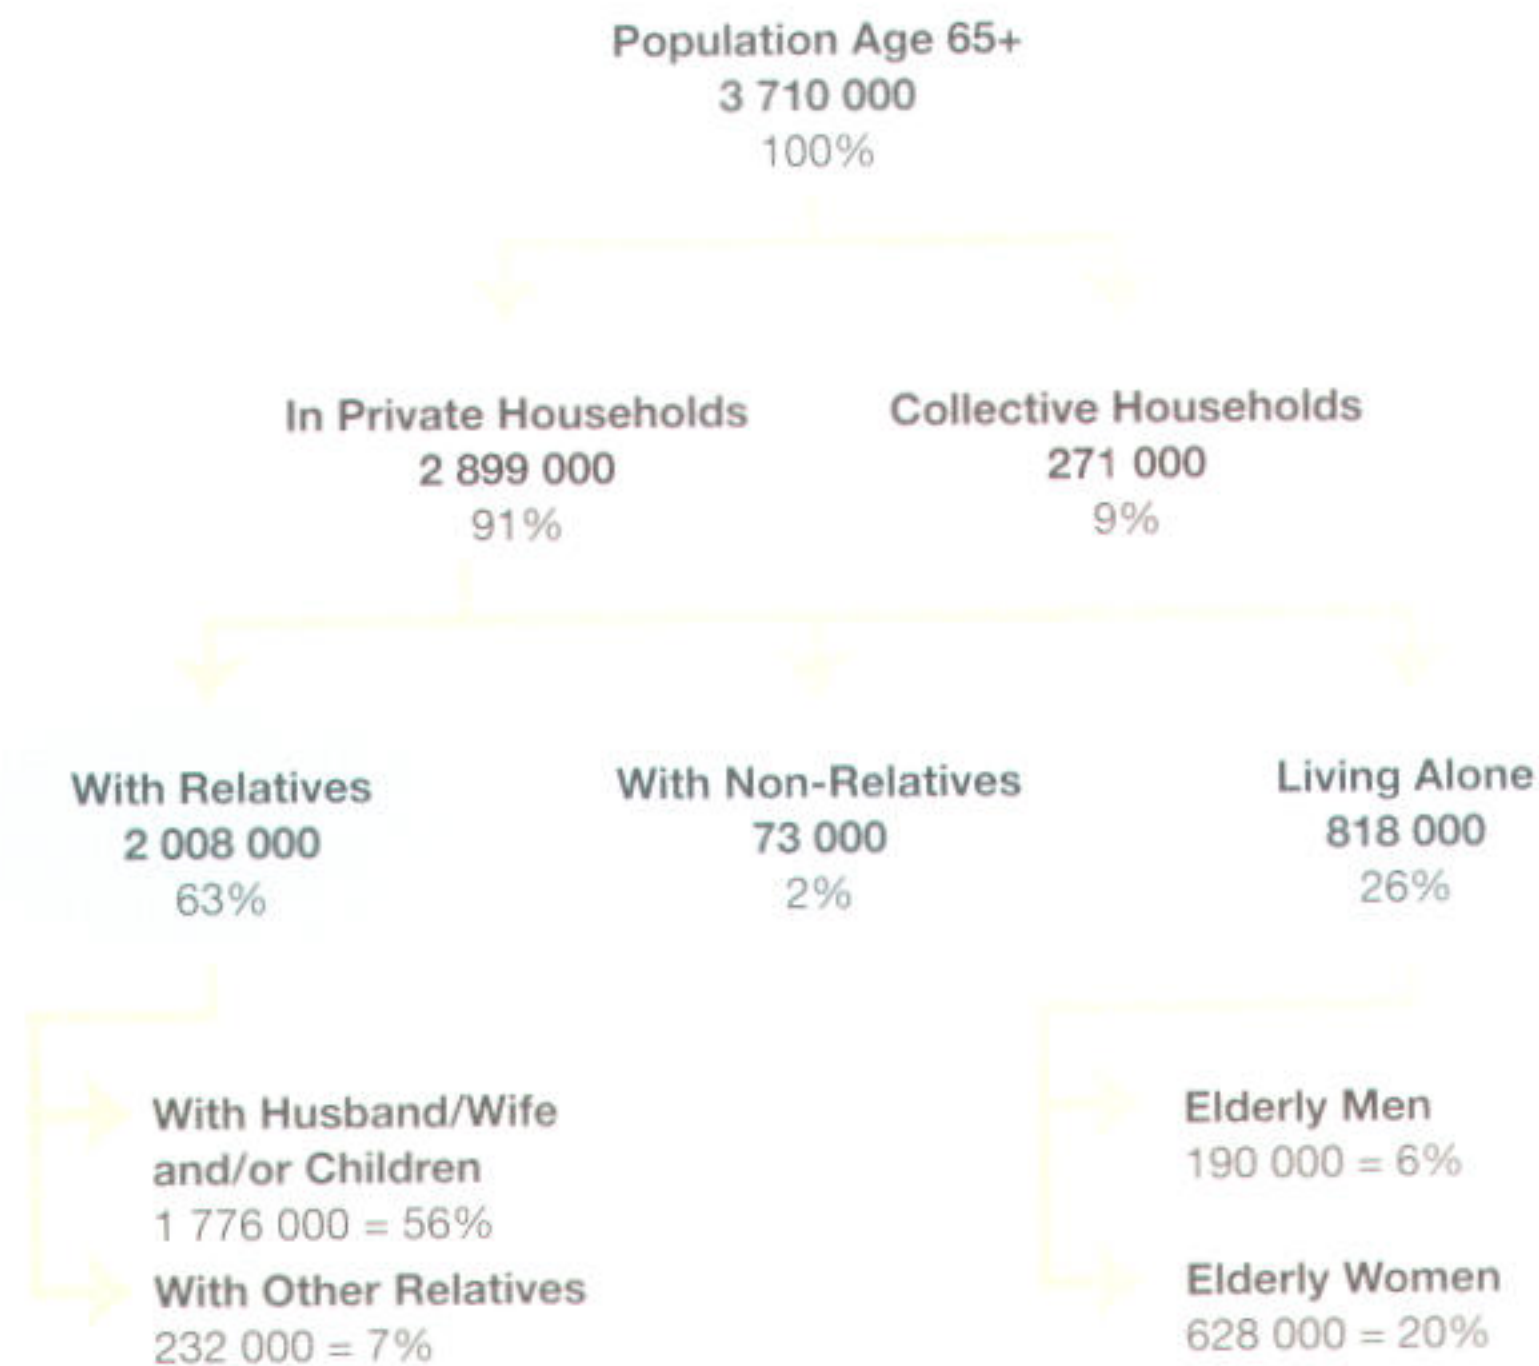 Population Age 65+
3 710 000
100%
In Private Households
2 899 000
91%
Collective Households
271 000
9%
With Relatives
2 008 000
63%
With Non-Relatives
73 000
2%
Living Alone
818 000
26%
With Husband/Wife
and/or Children
1 776 000 = 56%
With Other Relatives
232 000 = 7%
Elderly Men
190 000 = 6%
Elderly Women
628 000 = 20%